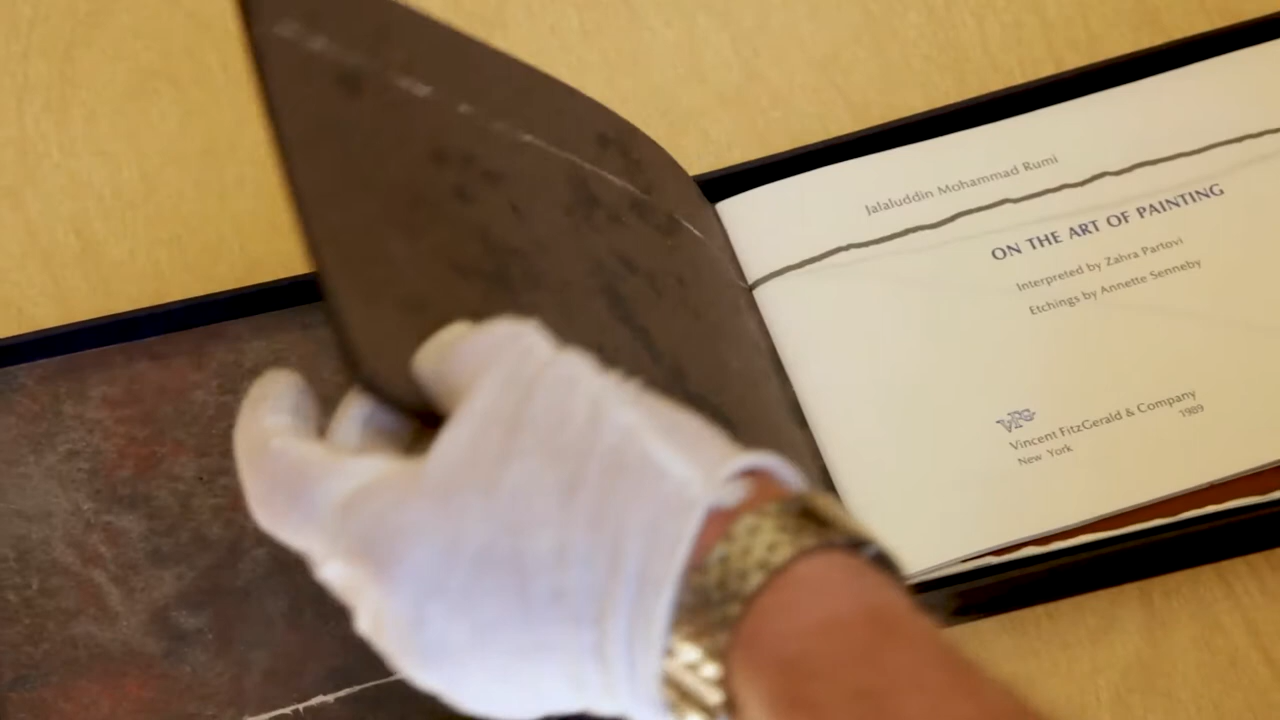 Jalaluddin Mohammad Rumi
ON THE ART OF PAINTING
Interpreted by Zahra Partovi
Etchings by Annette Senneby
VFG
Vincent FitzGerald & Company
New York 1989